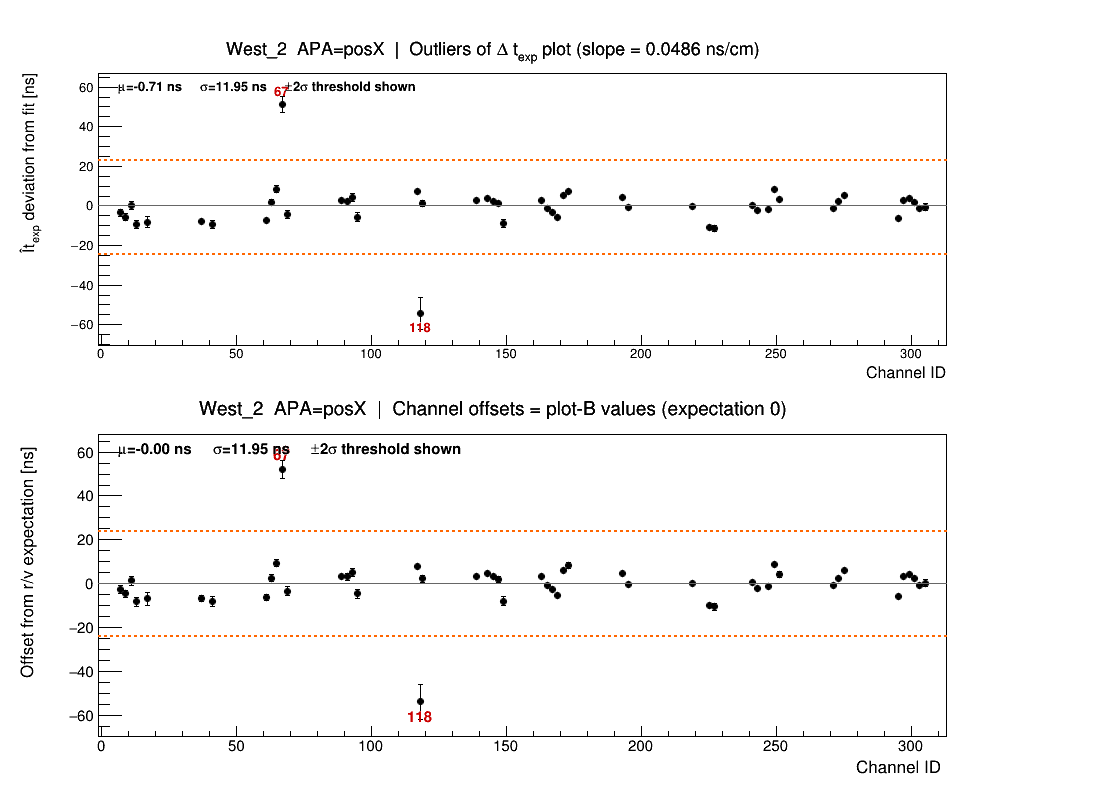 West_2 APA=posX | Outliers of Δ t_exp plot (slope = 0.0486 ns/cm)
Ît_exp deviation from fit [ns]
μ=-0.71 ns σ=11.95 ns ±2σ threshold shown
67
60
40
20
0
−20
−40
−60
118
0 50 100 150 200 250 300
Channel ID
West_2 APA=posX | Channel offsets = plot-B values (expectation 0)
Offset from r/v expectation [ns]
μ=-0.00 ns σ=11.95 ns ±2σ threshold shown
67
60
40
20
0
−20
−40
−60
118
0 50 100 150 200 250 300
Channel ID